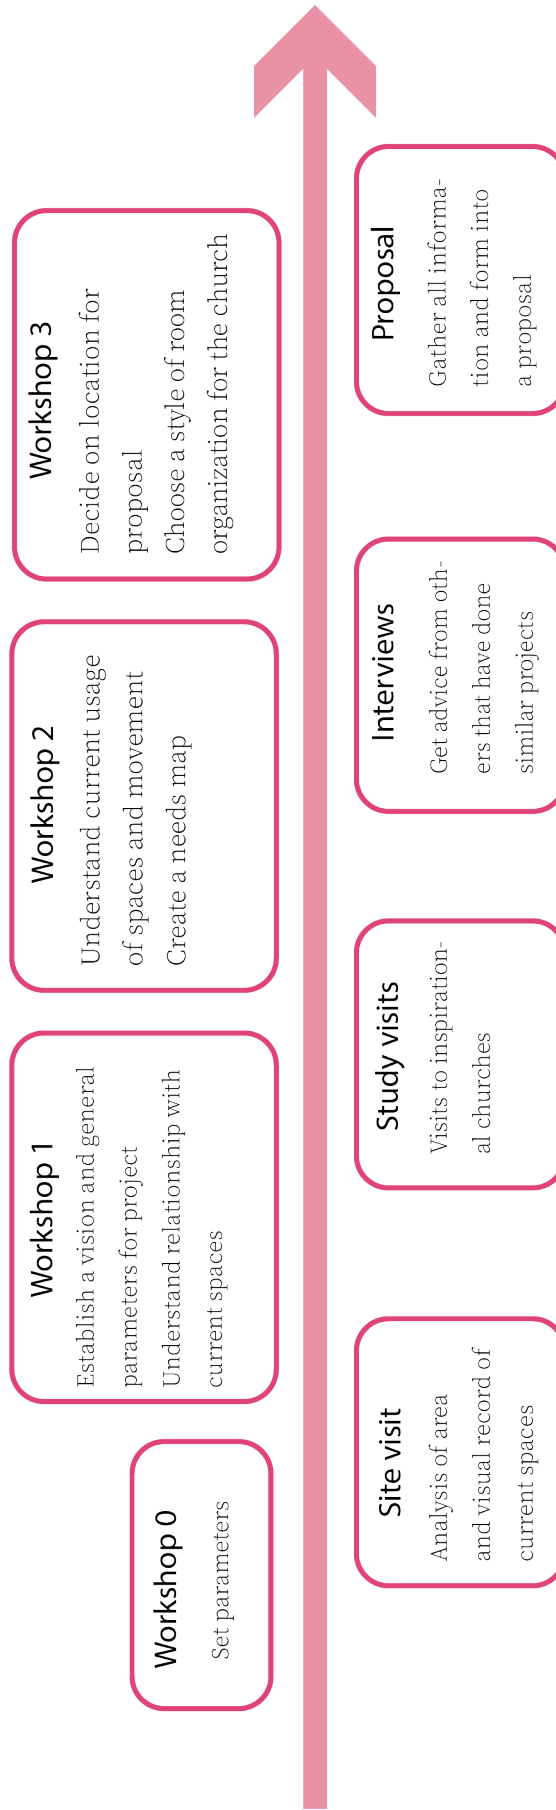 Workshop 0
Set parameters
Workshop 1
Establish a vision and general
parameters for project
Understand relationship with
current spaces
Workshop 2
Understand current usage
of spaces and movement
Create a needs map
Workshop 3
Decide on location for
proposal
Choose a style of room
organization for the church
Site visit
Analysis of area
and visual record of
current spaces
Study visits
Visits to inspiration-
al churches
Interviews
Get advice from oth-
ers that have done
similar projects
Proposal
Gather all informa-
tion and form into
a proposal